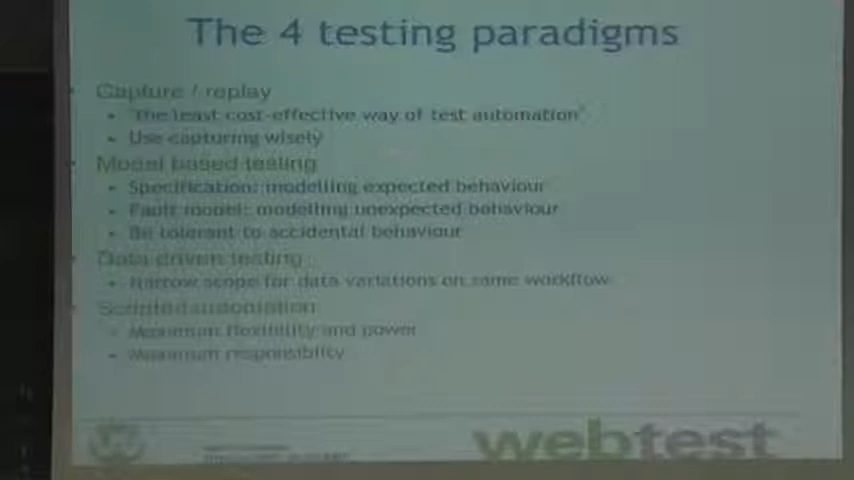 The 4 testing paradigms
Capture / replay
"The least cost-effective way of test automation"
Use capturing wisely
Model based testing
Specification: modelling expected behaviour
Fault model: modelling unexpected behaviour
Be tolerant to accidental behaviour
Data driven testing
Narrow scope for data variations on same workflow
Scripted automation
Maximum flexibility and power
Maximum responsiblity
webtest